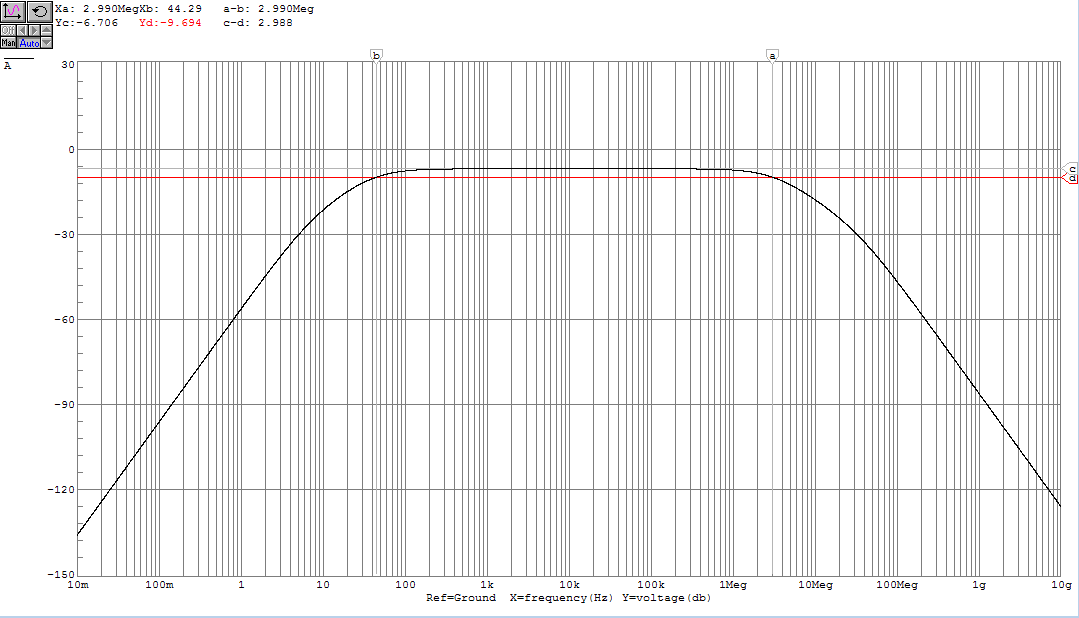 Xa: 2.990MegXb: 44.29 a-b: 2.990Meg
Yc:-6.706 Yd:-9.694 c-d: 2.988
Off
Man Auto
A
b a
30
0
-30
-60
-90
-120
-150
c
d
10m 100m 1 10 100 1k 10k 100k 1Meg 10Meg 100Meg 1g 10g
Ref=Ground X=frequency(Hz) Y=voltage(db)